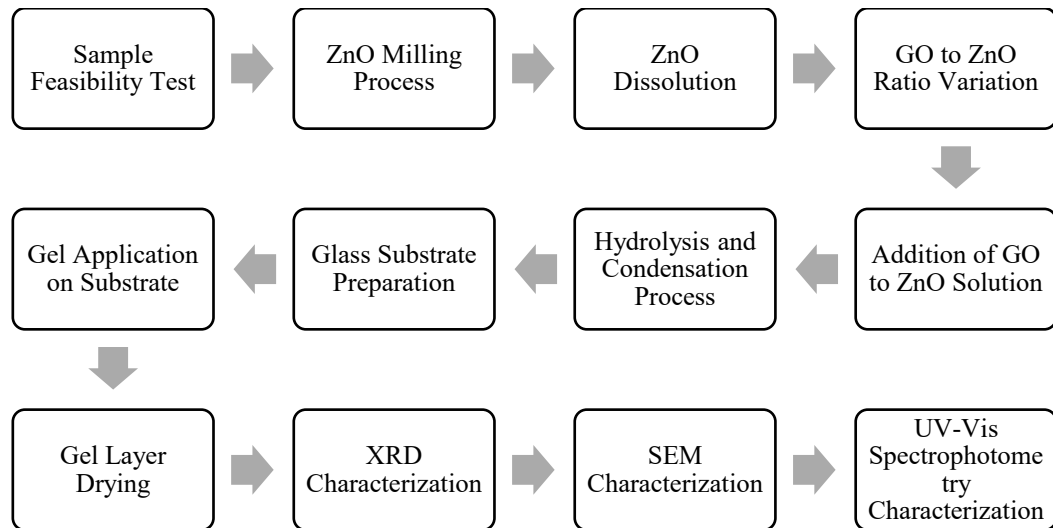 Sample
Feasibility Test
ZnO Milling
Process
ZnO
Dissolution
GO to ZnO
Ratio Variation
Addition of GO
to ZnO Solution
Hydrolysis and
Condensation
Process
Glass Substrate
Preparation
Gel Application
on Substrate
Gel Layer
Drying
XRD
Characterization
SEM
Characterization
UV-Vis
Spectrophotome
try
Characterization